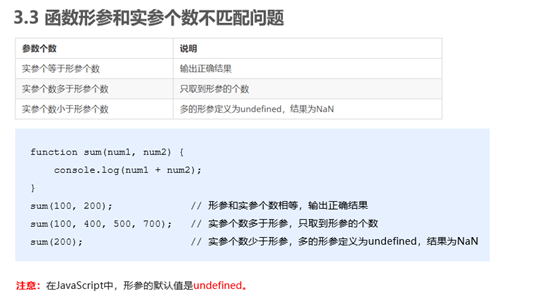 3.3 函数形参和实参个数不匹配问题
参数个数 说明
实参个数等于形参个数 输出正确结果
实参个数多于形参个数 只取到形参的个数
实参个数小于形参个数 多的形参定义为undefined，结果为NaN
function sum(num1, num2) {
    console.log(num1 + num2);
}
sum(100, 200); // 形参和实参个数相等，输出正确结果
sum(100, 400, 500, 700); // 实参个数多于形参，只取到形参的个数
sum(200); // 实参个数少于形参，多的形参定义为undefined，结果为NaN
注意：在JavaScript中，形参的默认值是undefined。